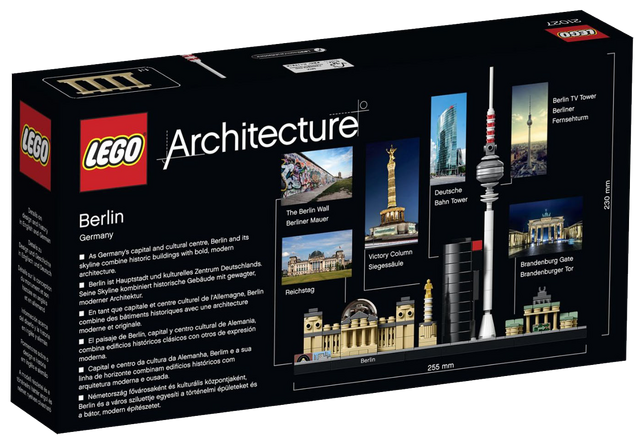 21027
LEGO
LEGO
LEGO
Architecture
Berlin
Germany
■ As Germany's capital and cultural centre, Berlin and its
skyline combine historic buildings with bold, modern
architecture.
■ Berlin ist Hauptstadt und kulturelles Zentrum Deutschlands.
Seine Skyline kombiniert historische Gebäude mit gewagter,
moderner Architektur.
■ En tant que capitale et centre culturel de l'Allemagne, Berlin
combine des bâtiments historiques avec une architecture
moderne et originale.
■ El paisaje de Berlín, capital y centro cultural de Alemania,
combina edificios históricos clásicos con otros de expresión
moderna.
■ Capital e centro da cultura da Alemanha, Berlim e a sua
linha de horizonte combinam edifícios históricos com
arquitetura moderna e ousada.
■ Németország fővárosaként és kulturális központjaként,
Berlin és a város sziluettje egyesíti a történelmi épületeket és
a bátor, modern építészetet.
The Berlin Wall
Berliner Mauer
Reichstag
Victory Column
Siegessäule
Deutsche
Bahn Tower
Berlin TV Tower
Berliner
Fernsehturm
Brandenburg Gate
Brandenburger Tor
230 mm
Berlin
255 mm